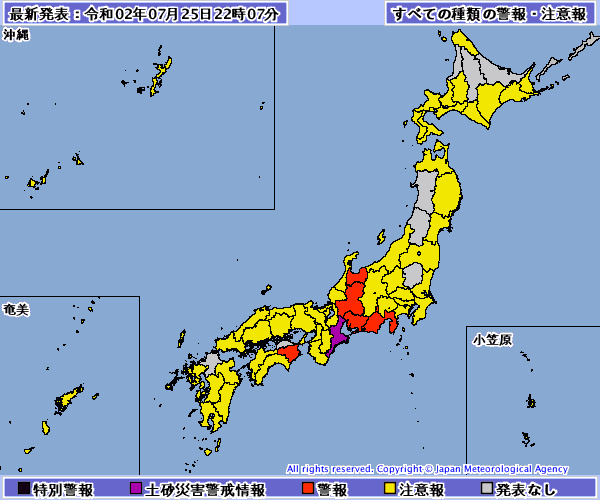 最新発表：令和02年07月25日22時07分
すべての種類の警報・注意報
沖縄
奄美
小笠原
All rights reserved. Copyright © Japan Meteorological Agency
特別警報 土砂災害警戒情報 警報 注意報 発表なし